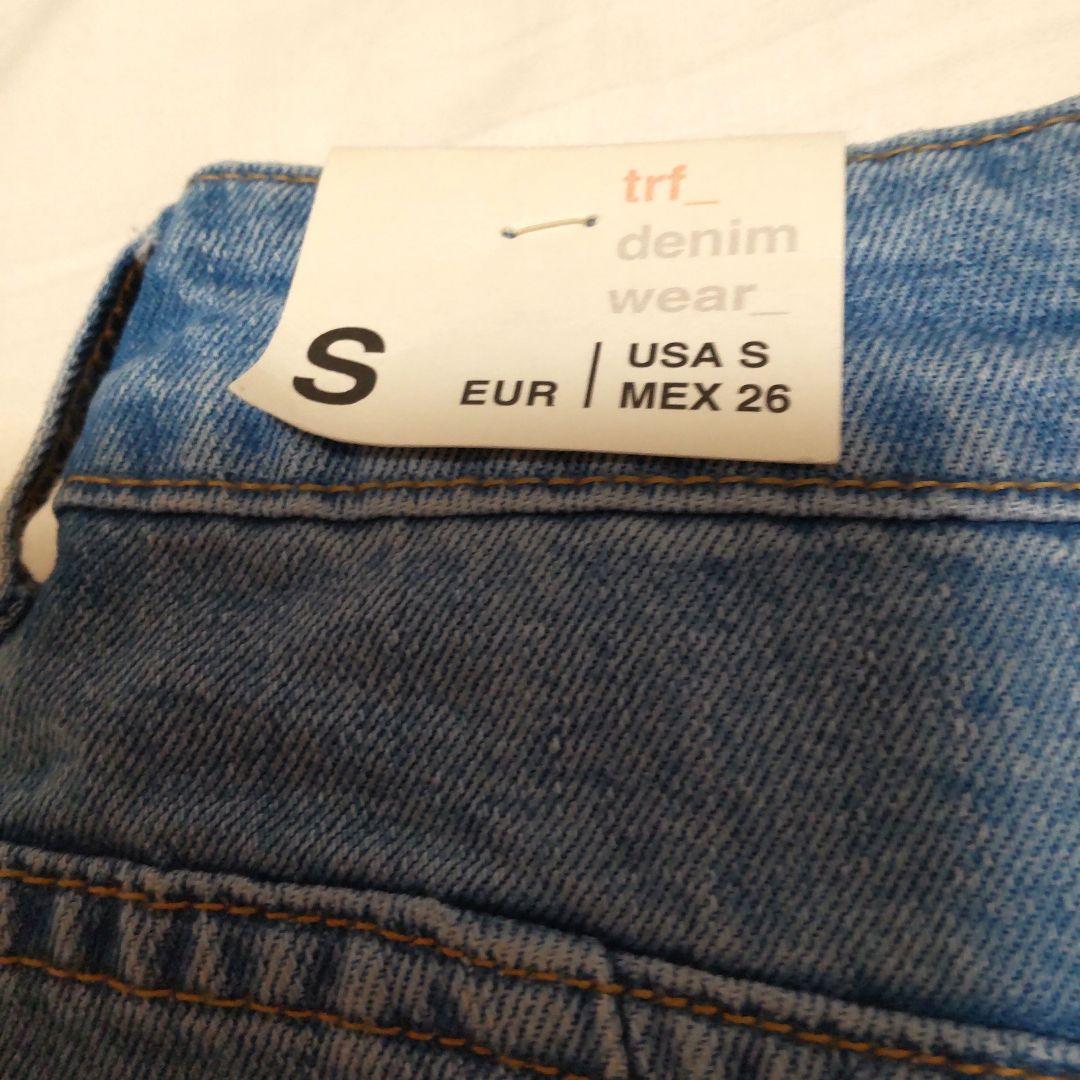 trf_
denim
wear_
S EUR | USA S
MEX 26